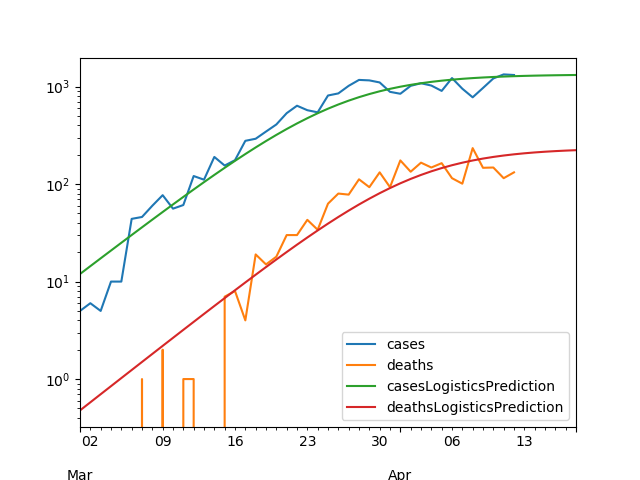 10³
10²
10¹
10⁰
cases
deaths
casesLogisticsPrediction
deathsLogisticsPrediction
02 09 16 23 30 06 13
Mar Apr